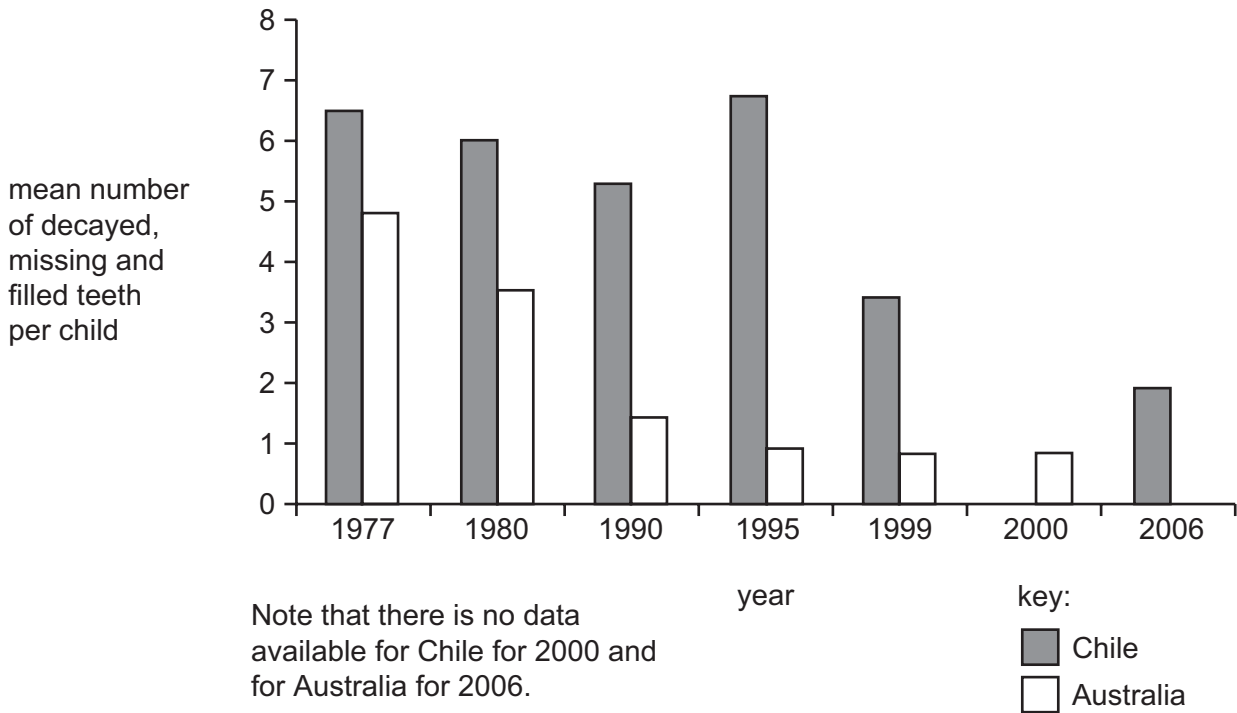 8
7
6
5
4
3
2
1
0
mean number
of decayed,
missing and
filled teeth
per child
1977 1980 1990 1995 1999 2000 2006
year
Note that there is no data
available for Chile for 2000 and
for Australia for 2006.
key:
Chile
Australia